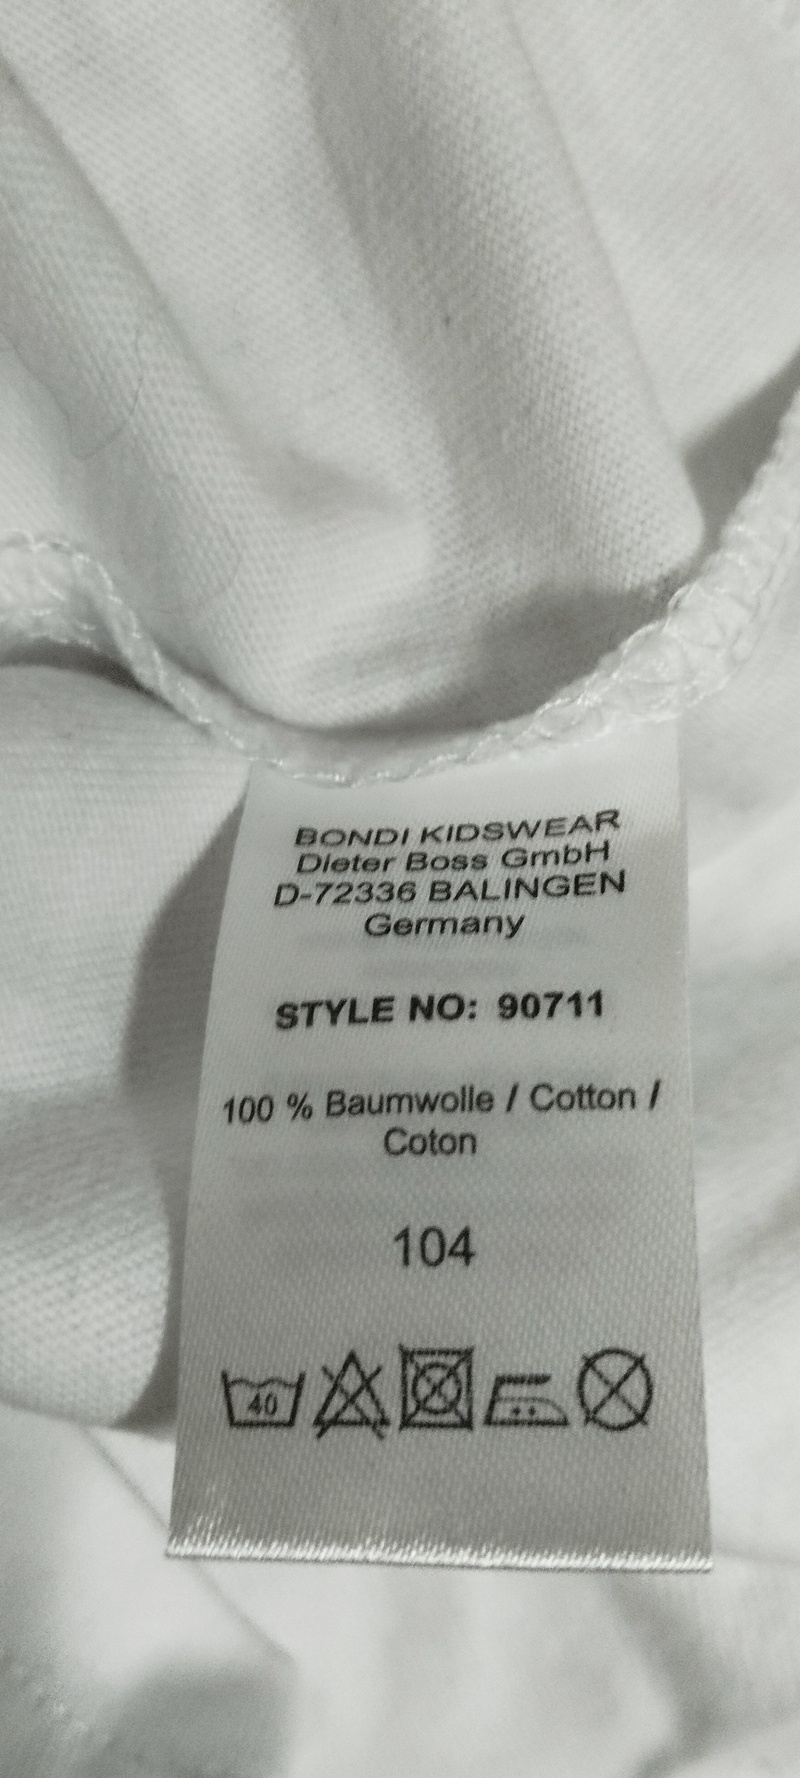 BONDI KIDSWEAR
Dieter Boss GmbH
D-72336 BALINGEN
Germany
STYLE NO: 90711
100 % Baumwolle / Cotton /
Coton
104
40